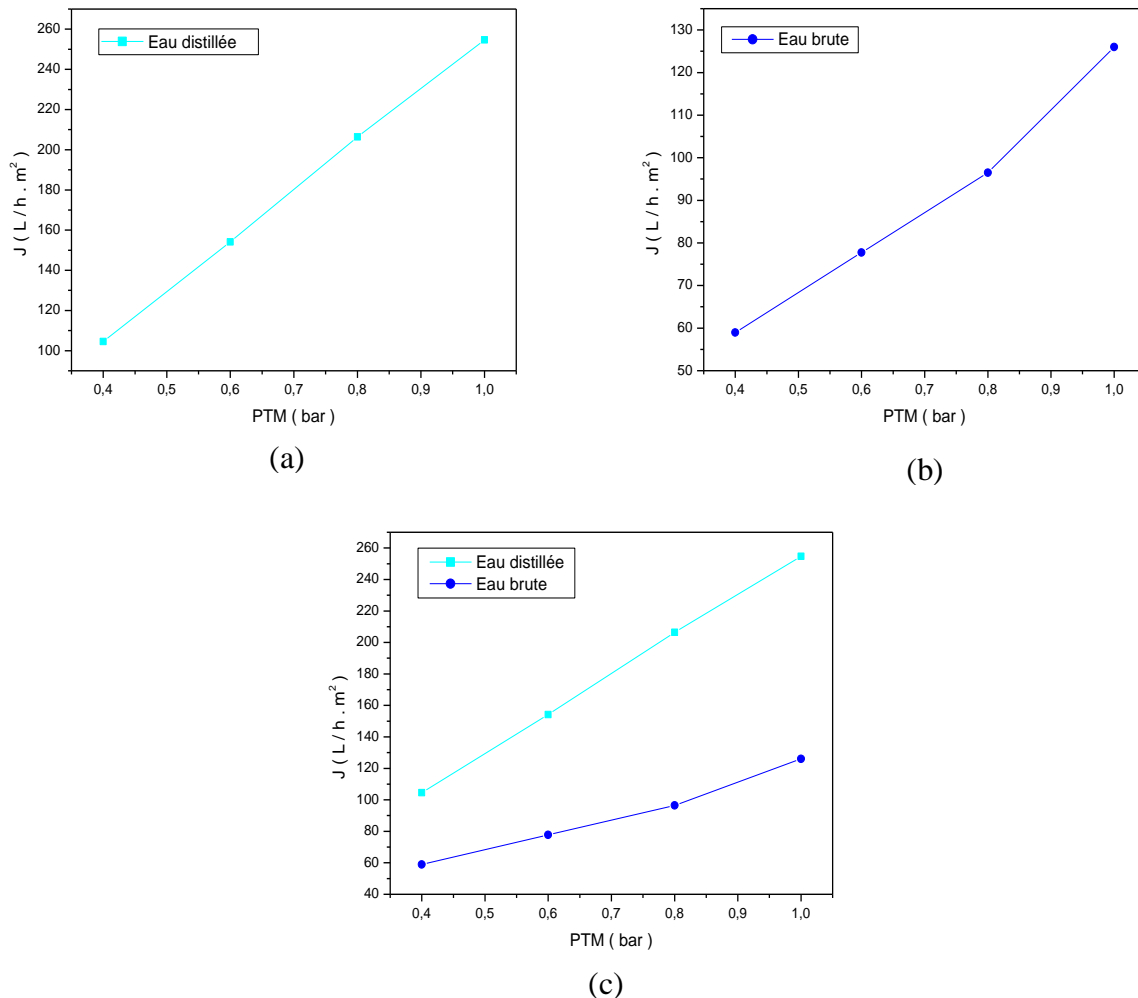 Eau distillée
260
240
220
200
180
160
140
120
100
J ( L / h . m²)
0,4 0,5 0,6 0,7 0,8 0,9 1,0
PTM ( bar )
(a)
Eau brute
130
120
110
100
90
80
70
60
50
J ( L / h . m²)
0,4 0,5 0,6 0,7 0,8 0,9 1,0
PTM ( bar )
(b)
Eau distillée
Eau brute
260
240
220
200
180
160
140
120
100
80
60
40
J ( L / h . m²)
0,4 0,5 0,6 0,7 0,8 0,9 1,0
PTM ( bar )
(c)